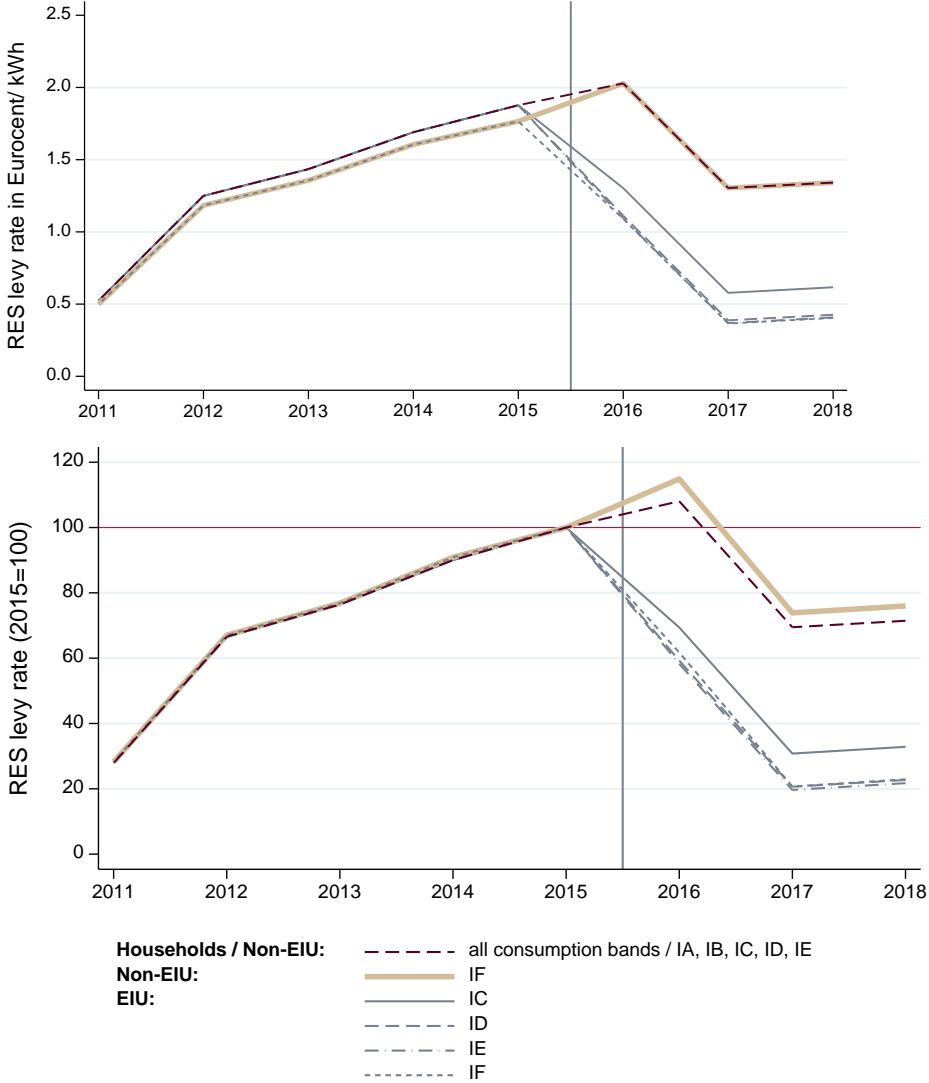 RES levy rate in Eurocent/ kWh
2.5
2.0
1.5
1.0
0.5
0.0
2011 2012 2013 2014 2015 2016 2017 2018
RES levy rate (2015=100)
120
100
80
60
40
20
0
2011 2012 2013 2014 2015 2016 2017 2018
Households / Non-EIU: all consumption bands / IA, IB, IC, ID, IE
Non-EIU: IF
EIU: IC
ID
IE
IF